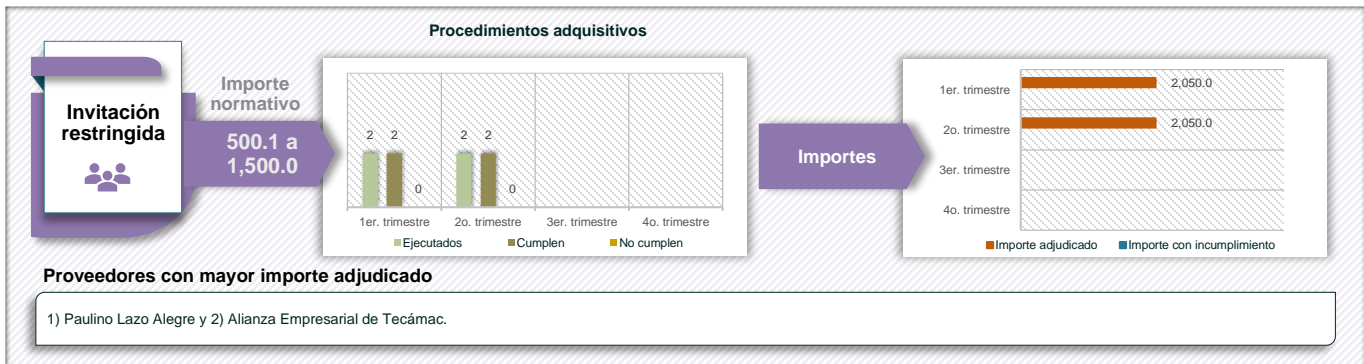 Procedimientos adquisitivos
Invitación
restringida
Importe
normativo
500.1 a
1,500.0
2 2 0
2 2 0
1er. trimestre 2o. trimestre 3er. trimestre 4o. trimestre
Ejecutados Cumplen No cumplen
Importes
1er. trimestre 2,050.0
2o. trimestre 2,050.0
3er. trimestre
4o. trimestre
Importe adjudicado Importe con incumplimiento
Proveedores con mayor importe adjudicado
1) Paulino Lazo Alegre y 2) Alianza Empresarial de Tecámac.